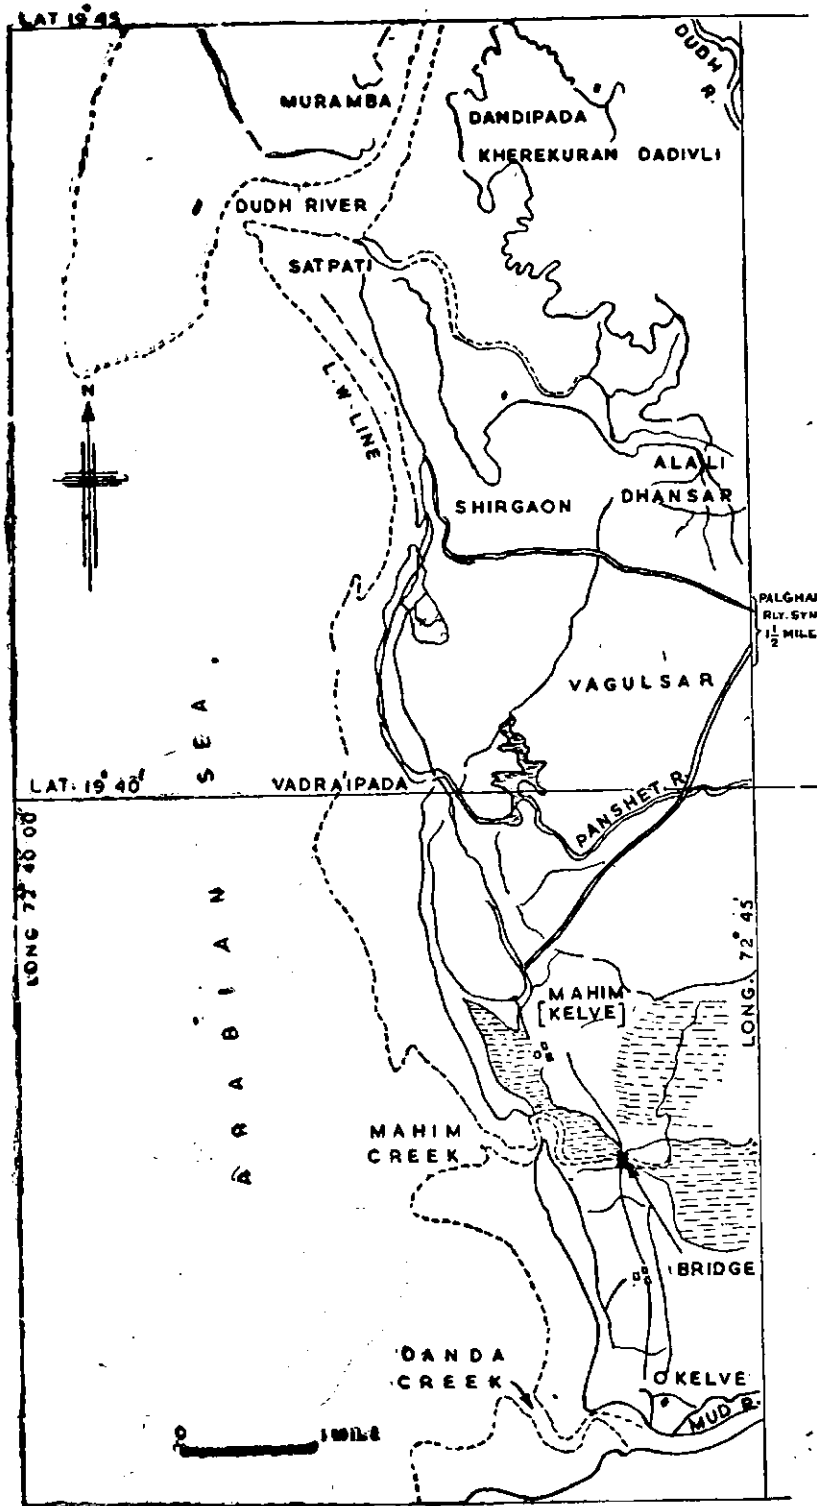 LAT 19° 45
DUDH R.
MURAMBA
DANDIPADA
KHEREKURAN DADIVLI
DUDH RIVER
SATPATI
L.W. LINE
N
ALALI
SHIRGAON
DHANSAR
PALGHAR
RLY. STN
1 1/2 MILE
VAGULSAR
LAT. 19° 40'
VADRAIPADA
PANSHET. R.
LONG 72° 40' 00"
ARABIAN SEA
LONG. 72° 45'
MAHIM
[KELVE]
MAHIM
CREEK
BRIDGE
DANDA
CREEK
KELVE
MUD R.
0 1 MILE